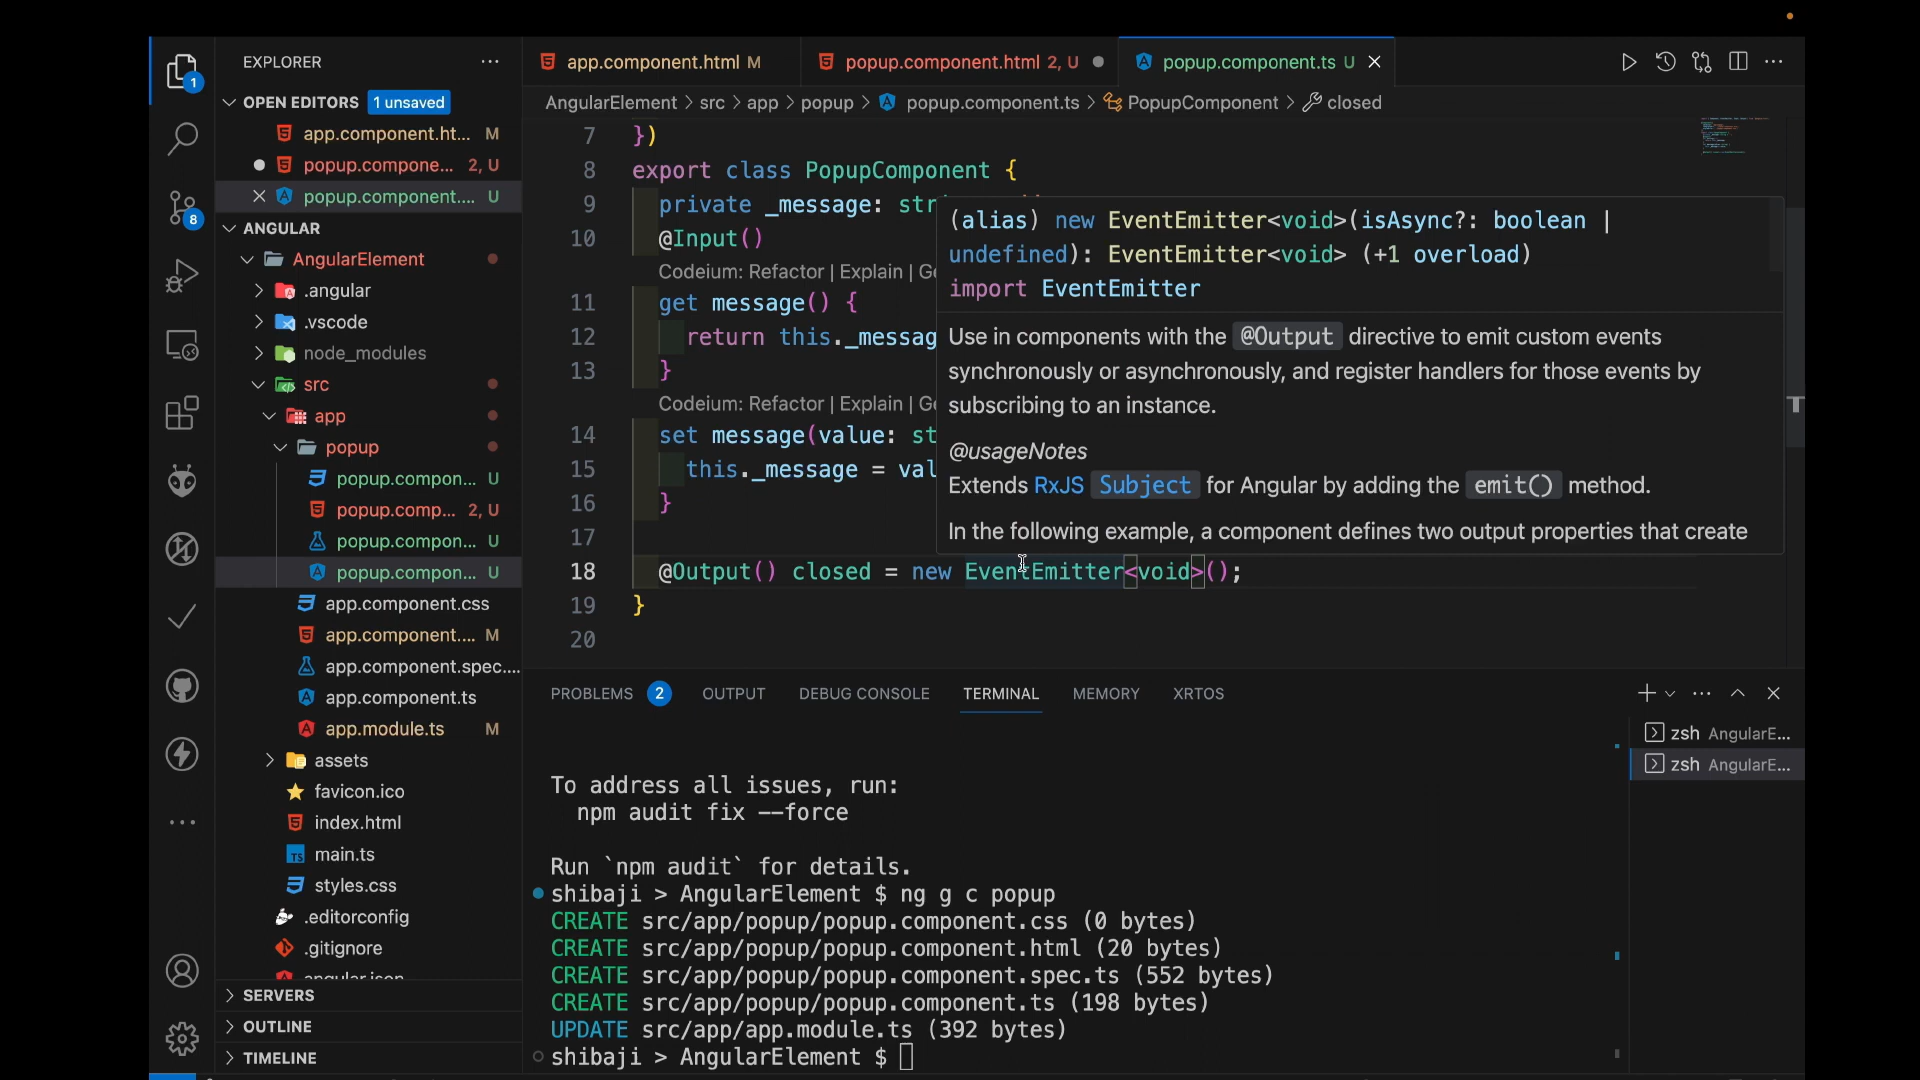 EXPLORER
1
OPEN EDITORS 1 unsaved
app.component.ht... M
popup.compone... 2, U
popup.component.... U
8
ANGULAR
AngularElement
.angular
.vscode
node_modules
src
app
popup
popup.compon... U
popup.comp... 2, U
popup.compon... U
popup.compon... U
app.component.css
app.component.... M
app.component.spec....
app.component.ts
app.module.ts M
assets
favicon.ico
index.html
main.ts
styles.css
.editorconfig
.gitignore
angular.json
SERVERS
OUTLINE
TIMELINE
app.component.html M
popup.component.html 2, U
popup.component.ts U
AngularElement > src > app > popup > popup.component.ts > PopupComponent > closed
7 })
8 export class PopupComponent {
9 private _message: str
10 @Input()
Codeium: Refactor | Explain | Ge
11 get message() {
12 return this._messag
13 }
Codeium: Refactor | Explain | Ge
14 set message(value: st
15 this._message = val
16 }
17
18 @Output() closed = new EventEmitter<void>();
19 }
20
(alias) new EventEmitter<void>(isAsync?: boolean |
undefined): EventEmitter<void> (+1 overload)
import EventEmitter
Use in components with the @Output directive to emit custom events
synchronously or asynchronously, and register handlers for those events by
subscribing to an instance.
@usageNotes
Extends RxJS Subject for Angular by adding the emit() method.
In the following example, a component defines two output properties that create
PROBLEMS 2 OUTPUT DEBUG CONSOLE TERMINAL MEMORY XRTOS
To address all issues, run:
npm audit fix --force
Run `npm audit` for details.
shibaji > AngularElement $ ng g c popup
CREATE src/app/popup/popup.component.css (0 bytes)
CREATE src/app/popup/popup.component.html (20 bytes)
CREATE src/app/popup/popup.component.spec.ts (552 bytes)
CREATE src/app/popup/popup.component.ts (198 bytes)
UPDATE src/app/app.module.ts (392 bytes)
shibaji > AngularElement $
zsh AngularE...
zsh AngularE...